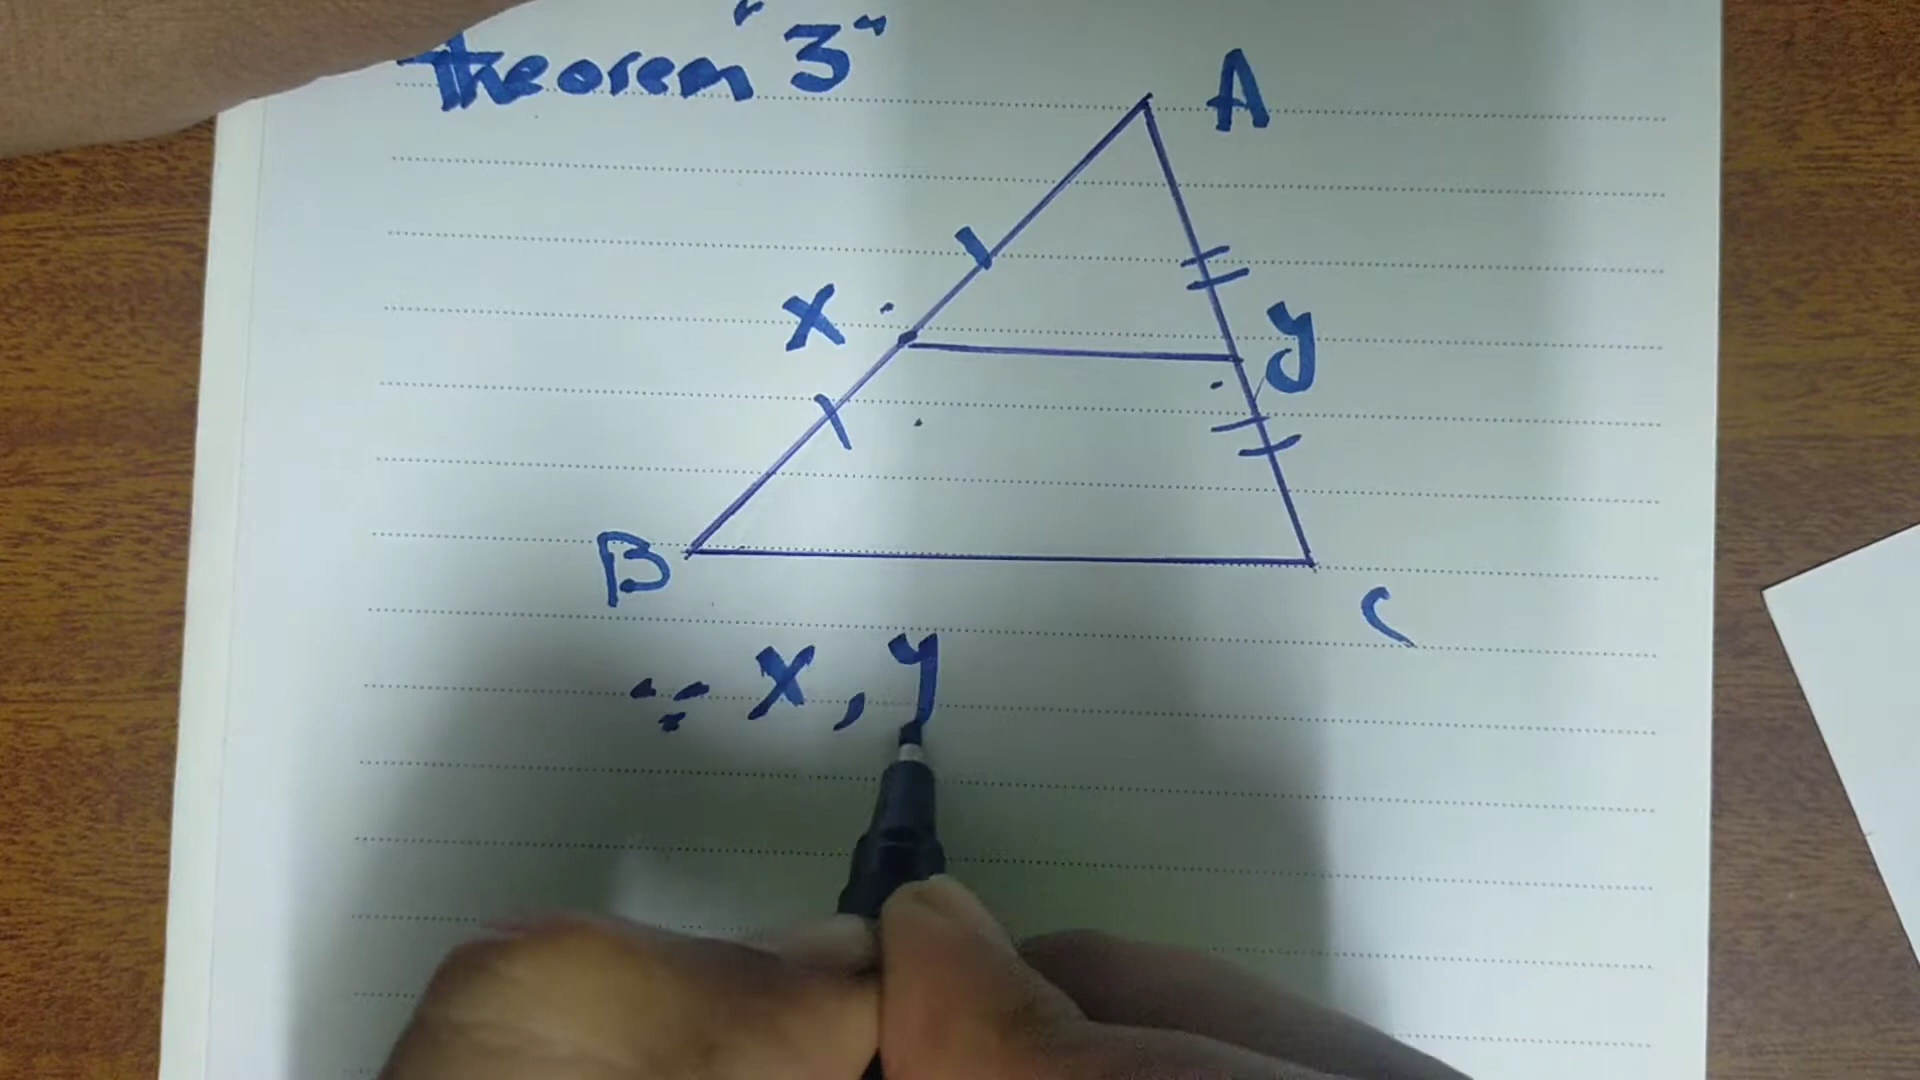 Theorem "3"
A
X
y
B
C
∵ X, y